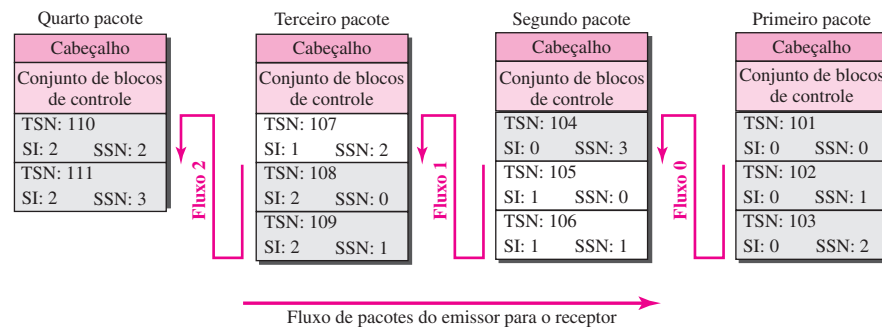 Quarto pacote
Cabeçalho
Conjunto de blocos
de controle
TSN: 110
SI: 2 SSN: 2
TSN: 111
SI: 2 SSN: 3
Fluxo 2
Terceiro pacote
Cabeçalho
Conjunto de blocos
de controle
TSN: 107
SI: 1 SSN: 2
TSN: 108
SI: 2 SSN: 0
TSN: 109
SI: 2 SSN: 1
Fluxo 1
Segundo pacote
Cabeçalho
Conjunto de blocos
de controle
TSN: 104
SI: 0 SSN: 3
TSN: 105
SI: 1 SSN: 0
TSN: 106
SI: 1 SSN: 1
Fluxo 0
Primeiro pacote
Cabeçalho
Conjunto de blocos
de controle
TSN: 101
SI: 0 SSN: 0
TSN: 102
SI: 0 SSN: 1
TSN: 103
SI: 0 SSN: 2
Fluxo de pacotes do emissor para o receptor